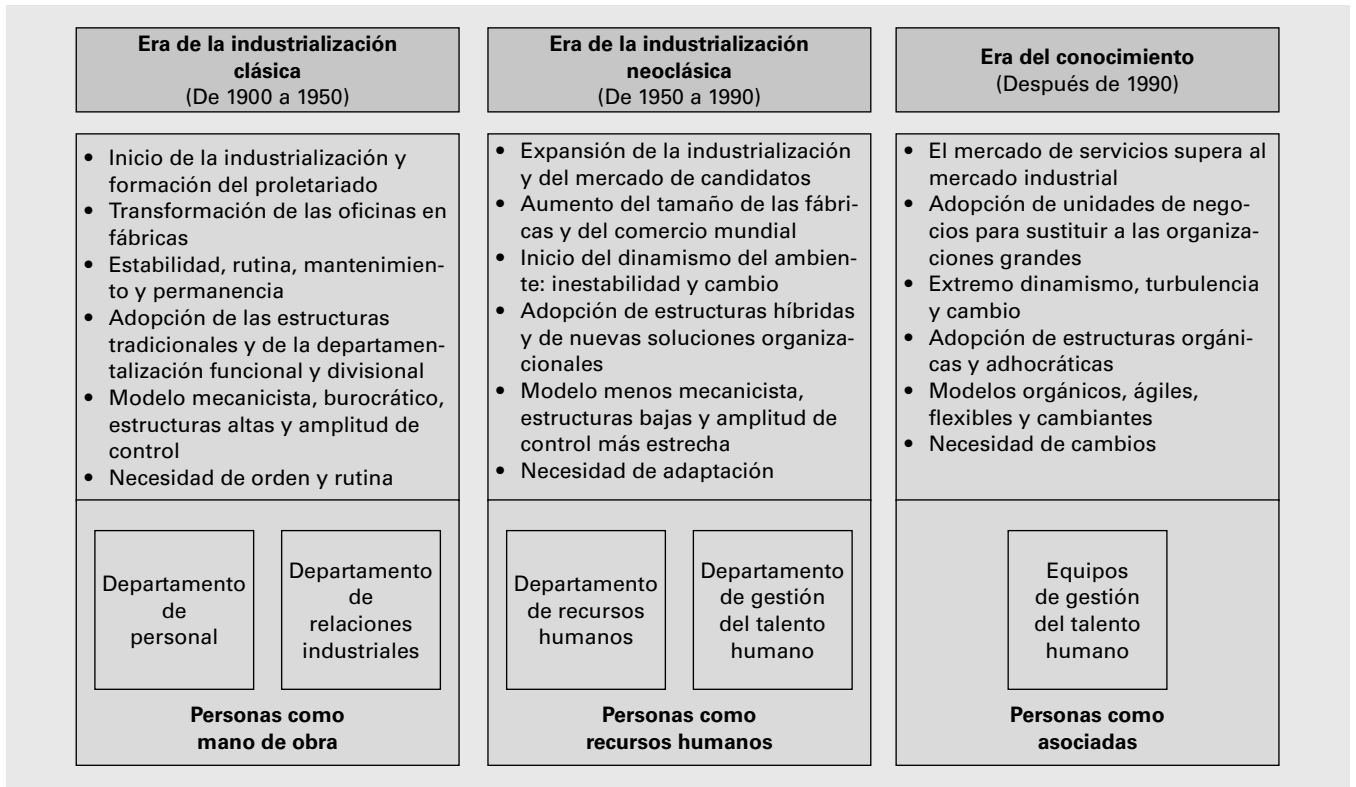 Era de la industrialización
clásica
(De 1900 a 1950)
• Inicio de la industrialización y
formación del proletariado
• Transformación de las oficinas en
fábricas
• Estabilidad, rutina, mantenimien-
to y permanencia
• Adopción de las estructuras
tradicionales y de la departamen-
talización funcional y divisional
• Modelo mecanicista, burocrático,
estructuras altas y amplitud de
control
• Necesidad de orden y rutina
Departamento
de
personal
Departamento
de
relaciones
industriales
Personas como
mano de obra
Era de la industrialización
neoclásica
(De 1950 a 1990)
• Expansión de la industrialización
y del mercado de candidatos
• Aumento del tamaño de las fábri-
cas y del comercio mundial
• Inicio del dinamismo del ambien-
te: inestabilidad y cambio
• Adopción de estructuras híbridas
y de nuevas soluciones organiza-
cionales
• Modelo menos mecanicista,
estructuras bajas y amplitud de
control más estrecha
• Necesidad de adaptación
Departamento
de recursos
humanos
Departamento
de gestión
del talento
humano
Personas como
recursos humanos
Era del conocimiento
(Después de 1990)
• El mercado de servicios supera al
mercado industrial
• Adopción de unidades de nego-
cios para sustituir a las organiza-
ciones grandes
• Extremo dinamismo, turbulencia
y cambio
• Adopción de estructuras orgáni-
cas y adhocráticas
• Modelos orgánicos, ágiles,
flexibles y cambiantes
• Necesidad de cambios
Equipos
de gestión
del talento
humano
Personas como
asociadas